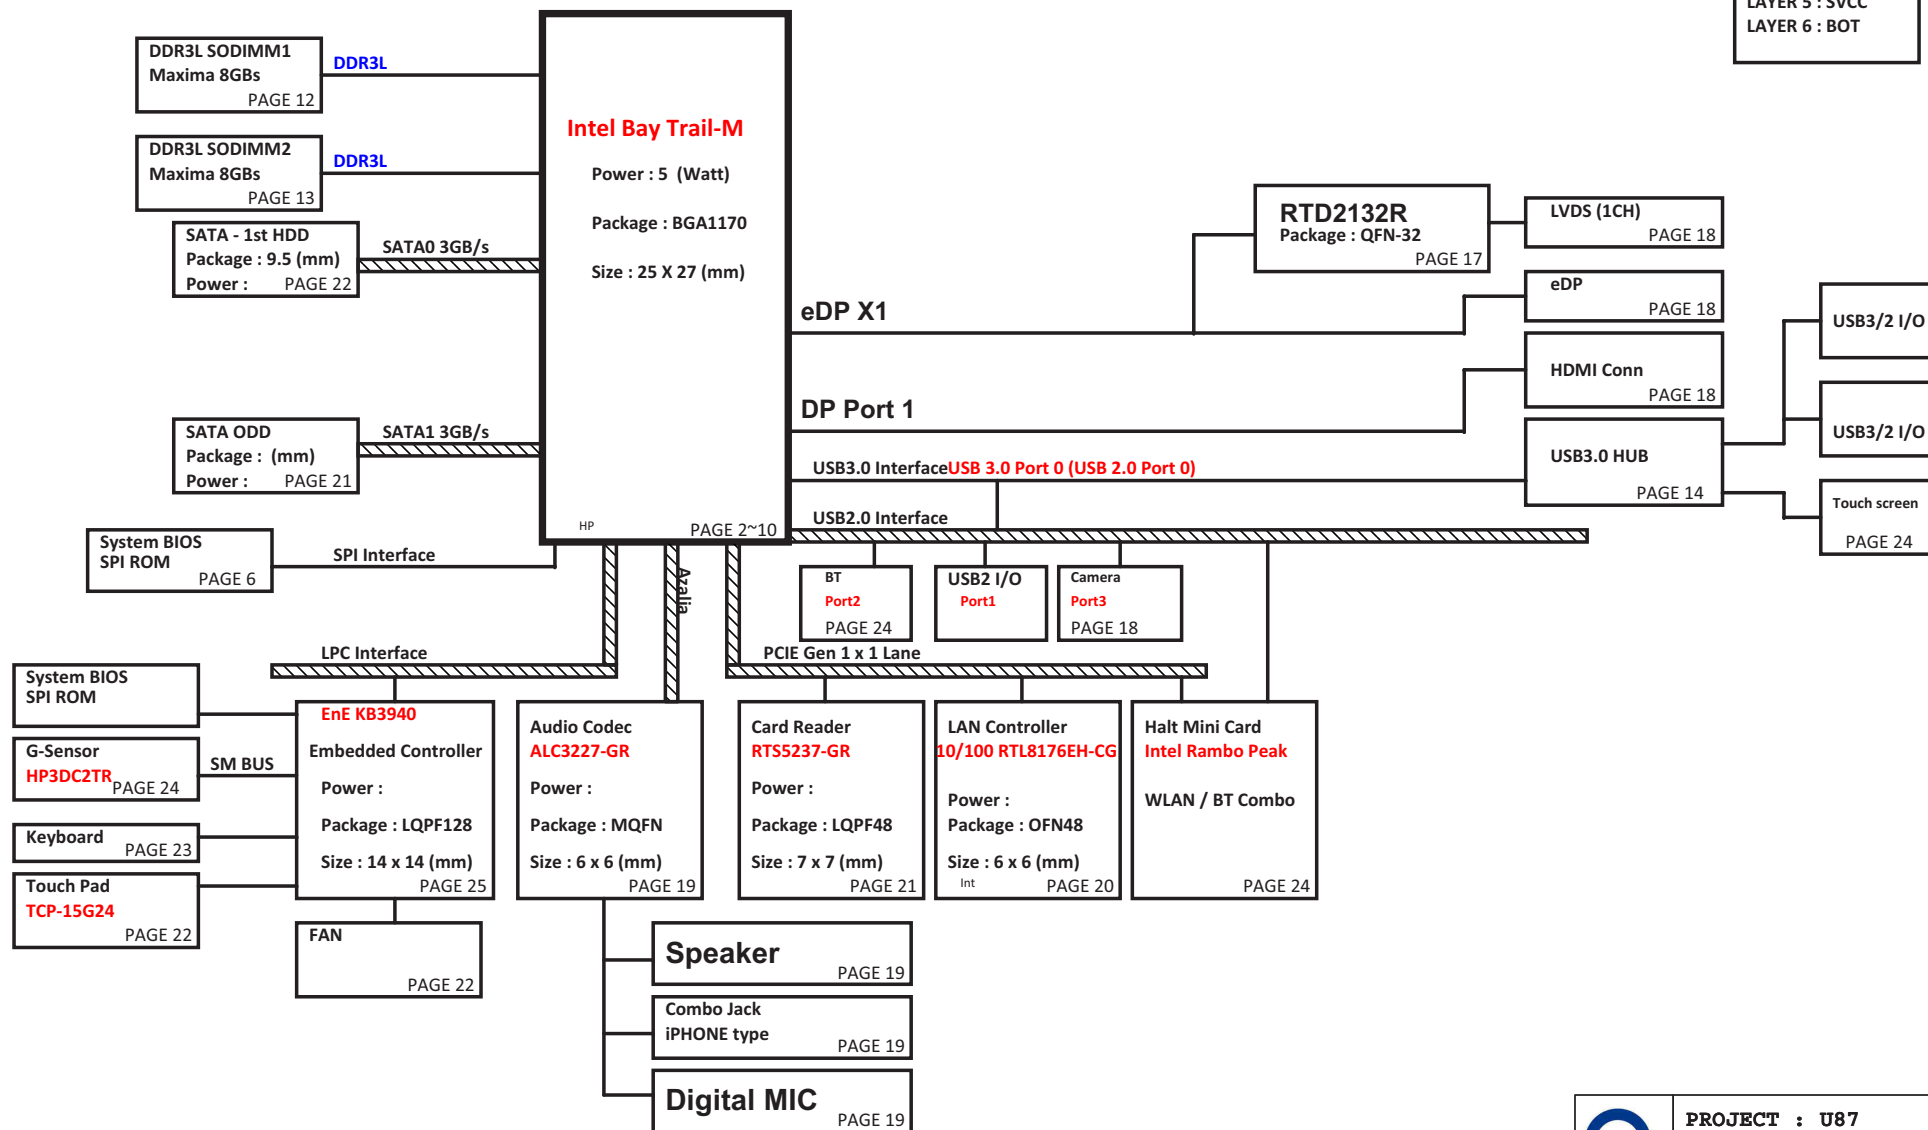 LAYER 5 : SVCC
LAYER 6 : BOT
DDR3L SODIMM1
Maxima 8GBs
PAGE 12
DDR3L
DDR3L SODIMM2
Maxima 8GBs
PAGE 13
DDR3L
SATA - 1st HDD
Package : 9.5 (mm)
Power : PAGE 22
SATA0 3GB/s
SATA ODD
Package : (mm)
Power : PAGE 21
SATA1 3GB/s
System BIOS
SPI ROM
PAGE 6
SPI Interface
Intel Bay Trail-M
Power : 5 (Watt)
Package : BGA1170
Size : 25 X 27 (mm)
HP
PAGE 2~10
eDP X1
DP Port 1
USB3.0 Interface USB 3.0 Port 0 (USB 2.0 Port 0)
USB2.0 Interface
RTD2132R
Package : QFN-32
PAGE 17
LVDS (1CH)
PAGE 18
eDP
PAGE 18
HDMI Conn
PAGE 18
USB3.0 HUB
PAGE 14
USB3/2 I/O
USB3/2 I/O
Touch screen
PAGE 24
BT
Port2
PAGE 24
USB2 I/O
Port1
Camera
Port3
PAGE 18
Azalia
LPC Interface
PCIE Gen 1 x 1 Lane
System BIOS
SPI ROM
G-Sensor
HP3DC2TR
PAGE 24
SM BUS
Keyboard
PAGE 23
Touch Pad
TCP-15G24
PAGE 22
EnE KB3940
Embedded Controller
Power :
Package : LQPF128
Size : 14 x 14 (mm)
PAGE 25
FAN
PAGE 22
Audio Codec
ALC3227-GR
Power :
Package : MQFN
Size : 6 x 6 (mm)
PAGE 19
Card Reader
RTS5237-GR
Power :
Package : LQPF48
Size : 7 x 7 (mm)
PAGE 21
LAN Controller
10/100 RTL8176EH-CG
Power :
Package : OFN48
Size : 6 x 6 (mm)
Int
PAGE 20
Halt Mini Card
Intel Rambo Peak
WLAN / BT Combo
PAGE 24
Speaker
PAGE 19
Combo Jack
iPHONE type
PAGE 19
Digital MIC
PAGE 19
PROJECT : U87